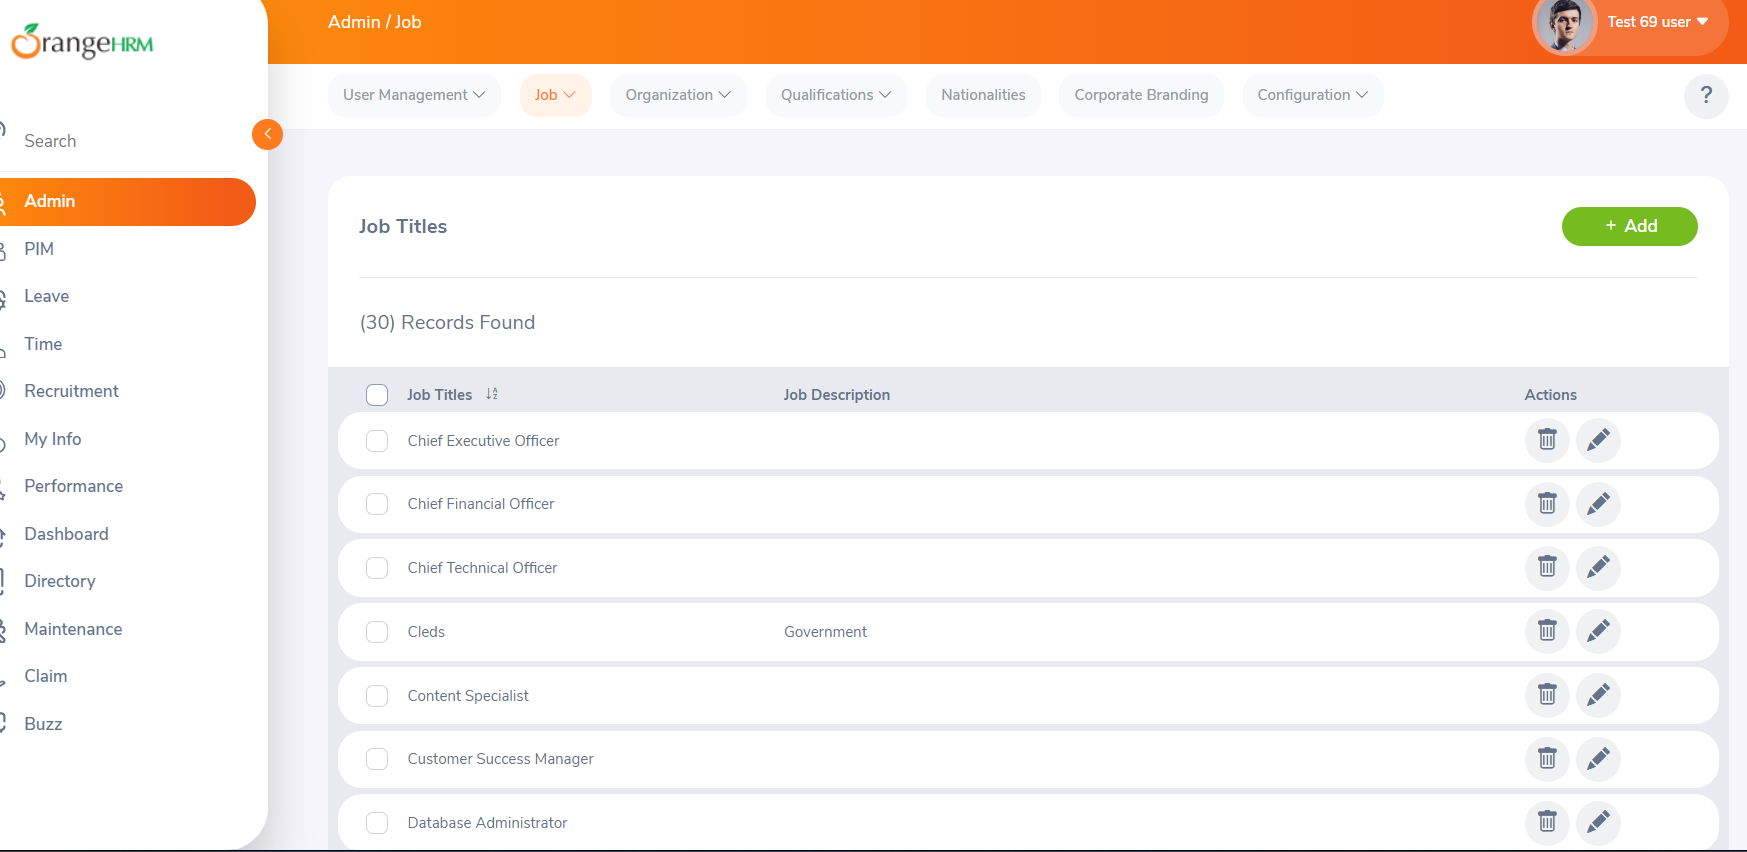 OrangeHRM
Admin / Job
Test 69 user
User Management
Job
Organization
Qualifications
Nationalities
Corporate Branding
Configuration
?
Search
Admin
PIM
Leave
Time
Recruitment
My Info
Performance
Dashboard
Directory
Maintenance
Claim
Buzz
Job Titles
+ Add
(30) Records Found
Job Titles Job Description Actions
Chief Executive Officer
Chief Financial Officer
Chief Technical Officer
Cleds Government
Content Specialist
Customer Success Manager
Database Administrator